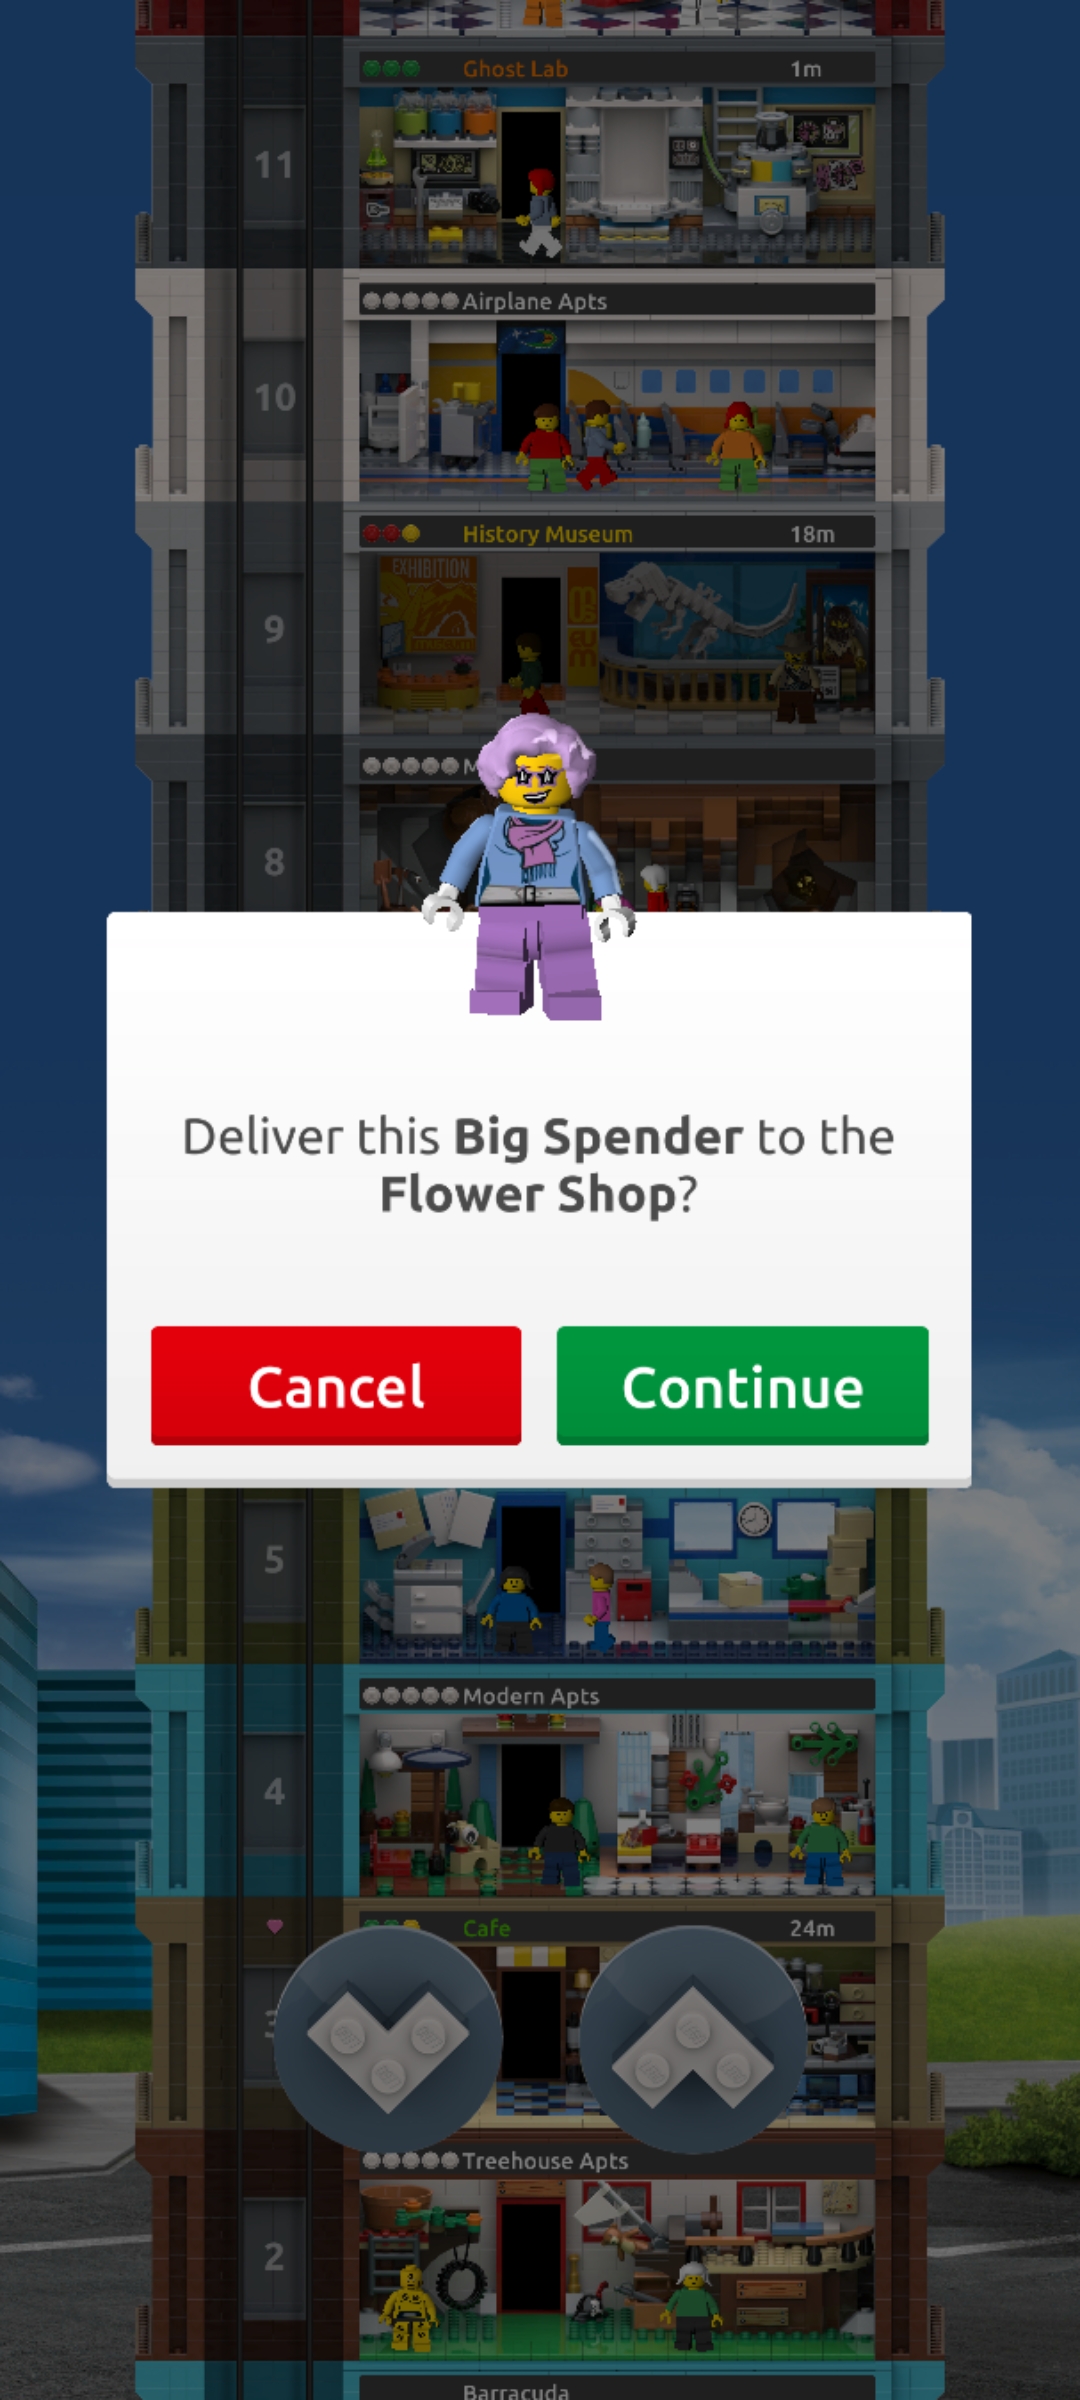 Ghost Lab 1m
11
Airplane Apts
10
History Museum 18m
EXHIBITION
9
M
8
Deliver this Big Spender to the
Flower Shop?
Cancel Continue
5
Modern Apts
4
Cafe 24m
3
Treehouse Apts
2
Barracuda